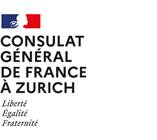 CONSULAT
GÉNÉRAL
DE FRANCE
À ZURICH
Liberté
Égalité
Fraternité